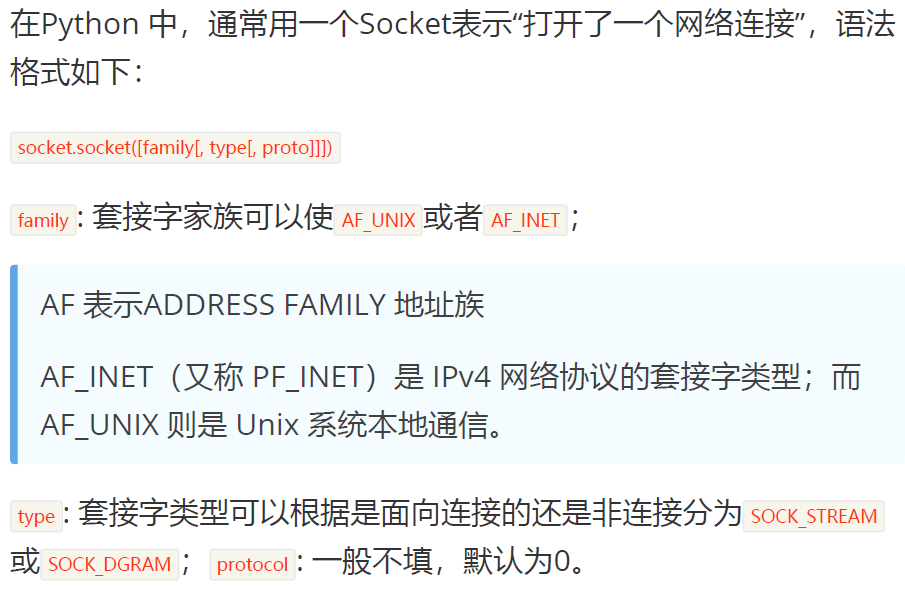 在Python 中，通常用一个Socket表示“打开了一个网络连接”，语法
格式如下：
socket.socket([family[, type[, proto]]])
family: 套接字家族可以使AF_UNIX或者AF_INET；
AF 表示ADDRESS FAMILY 地址族
AF_INET（又称 PF_INET）是 IPv4 网络协议的套接字类型；而
AF_UNIX 则是 Unix 系统本地通信。
type: 套接字类型可以根据是面向连接的还是非连接分为SOCK_STREAM
或SOCK_DGRAM； protocol: 一般不填，默认为0。